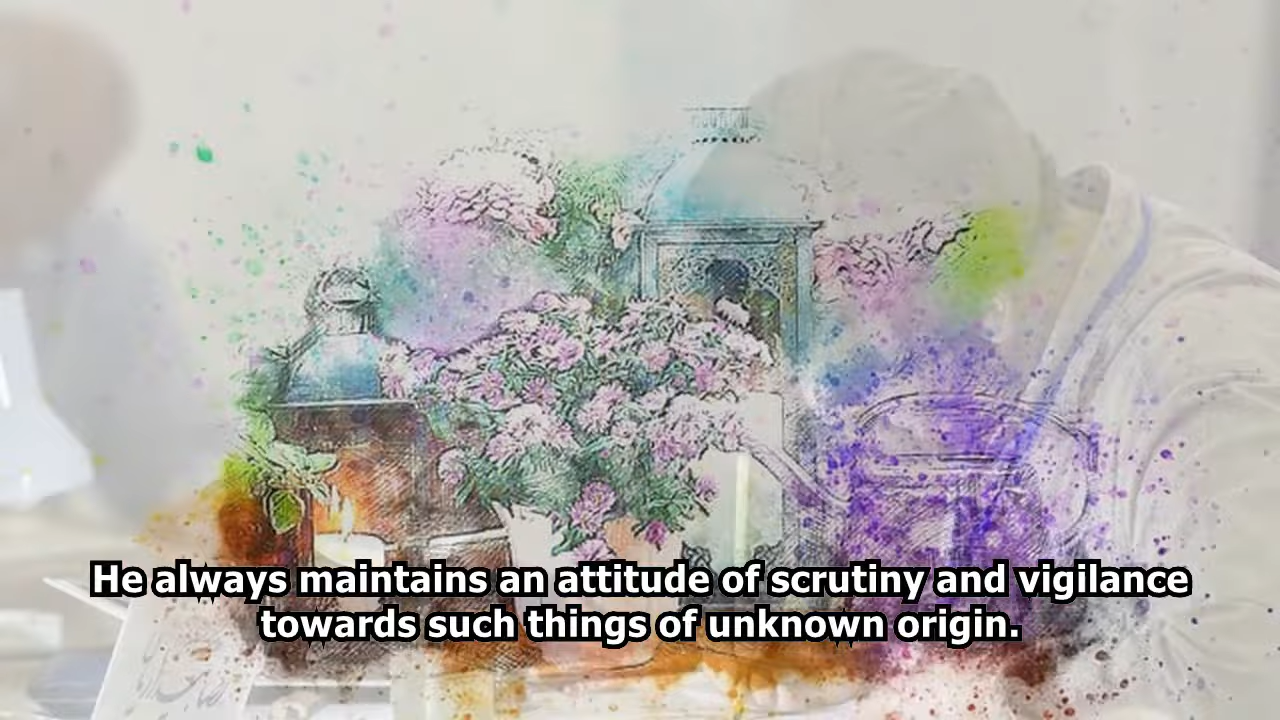 He always maintains an attitude of scrutiny and vigilance
towards such things of unknown origin.